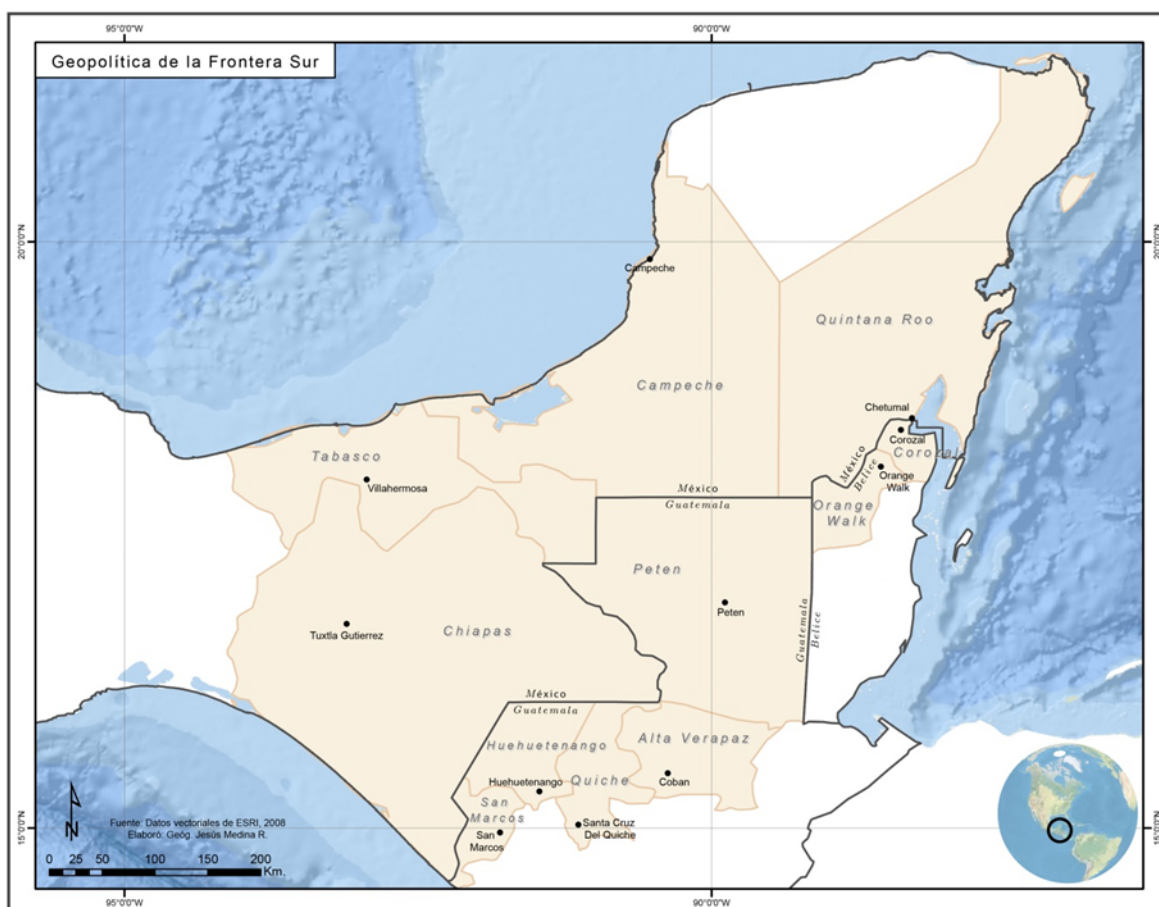 95°0'0"W
90°0'0"W
Geopolítica de la Frontera Sur
20°0'0"N
20°0'0"N
Campeche
Quintana Roo
Campeche
Chetumal
Corozal
Corozal
México
Belice
Tabasco
Villahermosa
Orange
Walk
México
Guatemala
Orange
Walk
Peten
Peten
Guatemala
Belice
Tuxtla Gutierrez
Chiapas
México
Guatemala
Huehuetenango
Alta Verapaz
Huehuetenango
Quiche
Coban
San
Marcos
San
Marcos
Santa Cruz
Del Quiche
N
Fuente: Datos vectoriales de ESRI, 2008
Elaboró: Geóg. Jesús Medina R.
15°0'0"N
15°0'0"N
0 25 50 100 150 200
Km.
95°0'0"W
90°0'0"W